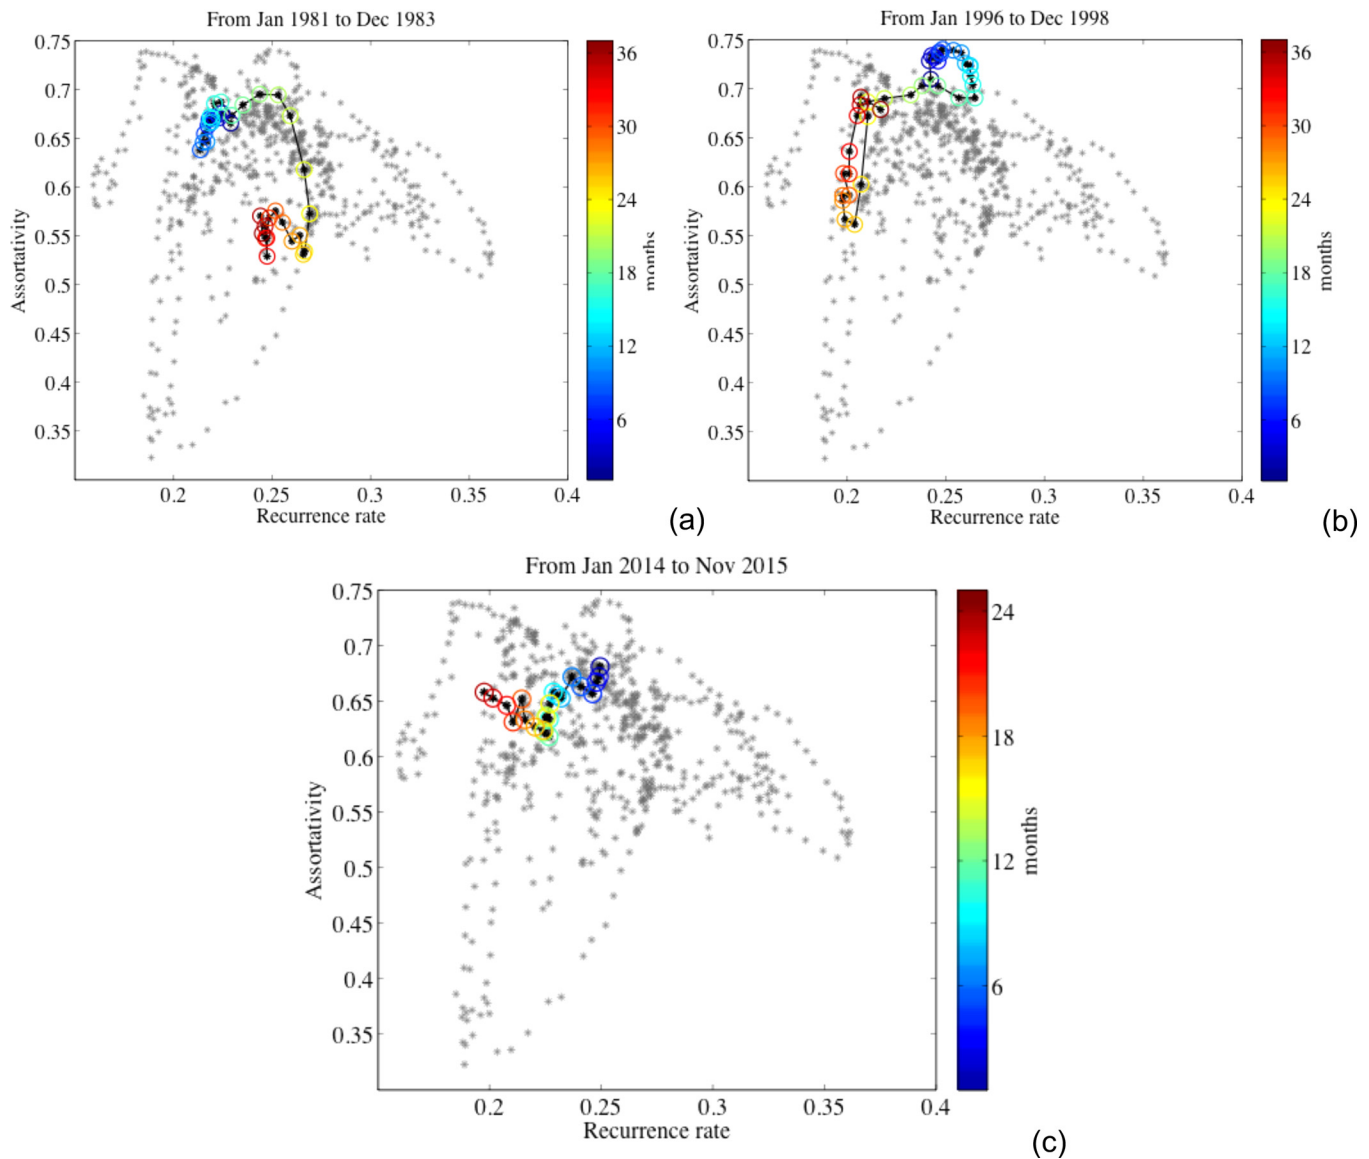 From Jan 1981 to Dec 1983
0.75
0.7
0.65
0.6
0.55
0.5
0.45
0.4
0.35
Assortativity
0.2 0.25 0.3 0.35 0.4
Recurrence rate
36
30
24
18
12
6
months
(a)
From Jan 1996 to Dec 1998
0.75
0.7
0.65
0.6
0.55
0.5
0.45
0.4
0.35
Assortativity
0.2 0.25 0.3 0.35 0.4
Recurrence rate
36
30
24
18
12
6
months
(b)
From Jan 2014 to Nov 2015
0.75
0.7
0.65
0.6
0.55
0.5
0.45
0.4
0.35
Assortativity
0.2 0.25 0.3 0.35 0.4
Recurrence rate
24
18
12
6
months
(c)